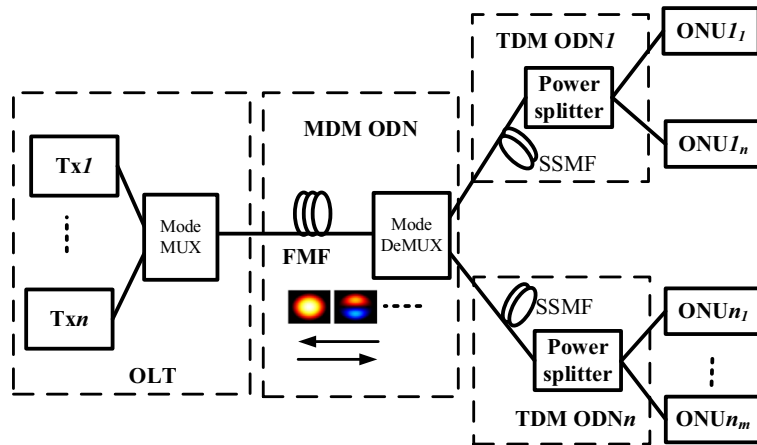 TDM ODN1
ONU1₁
Power
splitter
MDM ODN
Tx1
SSMF
ONU1ₙ
Mode
MUX
Mode
DeMUX
FMF
SSMF
ONUn₁
Txn
Power
splitter
OLT
TDM ODNn
ONUnₘ